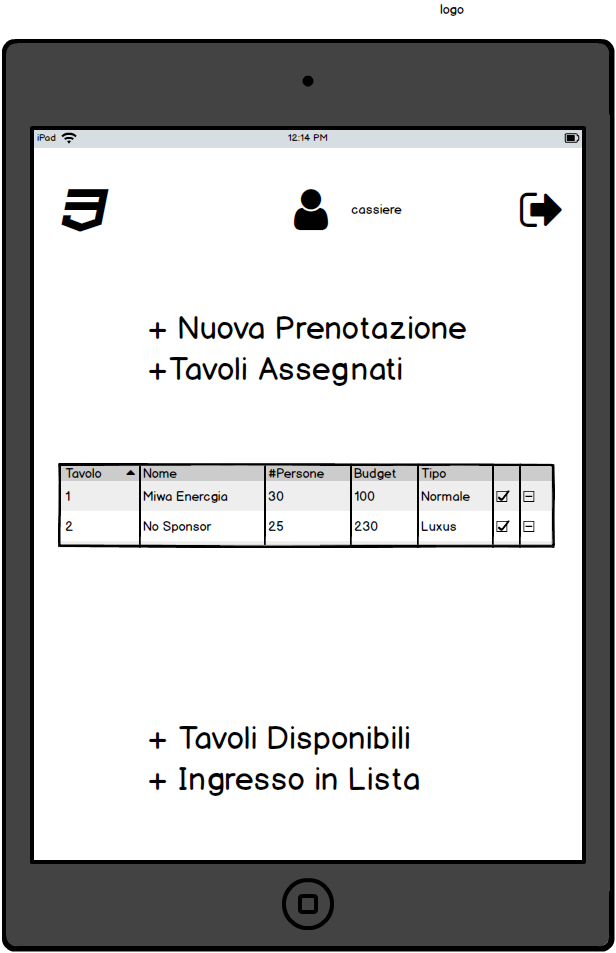 logo
iPad 12:14 PM
cassiere
+ Nuova Prenotazione
+Tavoli Assegnati
Tavolo Nome #Persone Budget Tipo
1 Miwa Enercgia 30 100 Normale
2 No Sponsor 25 230 Luxus
+ Tavoli Disponibili
+ Ingresso in Lista